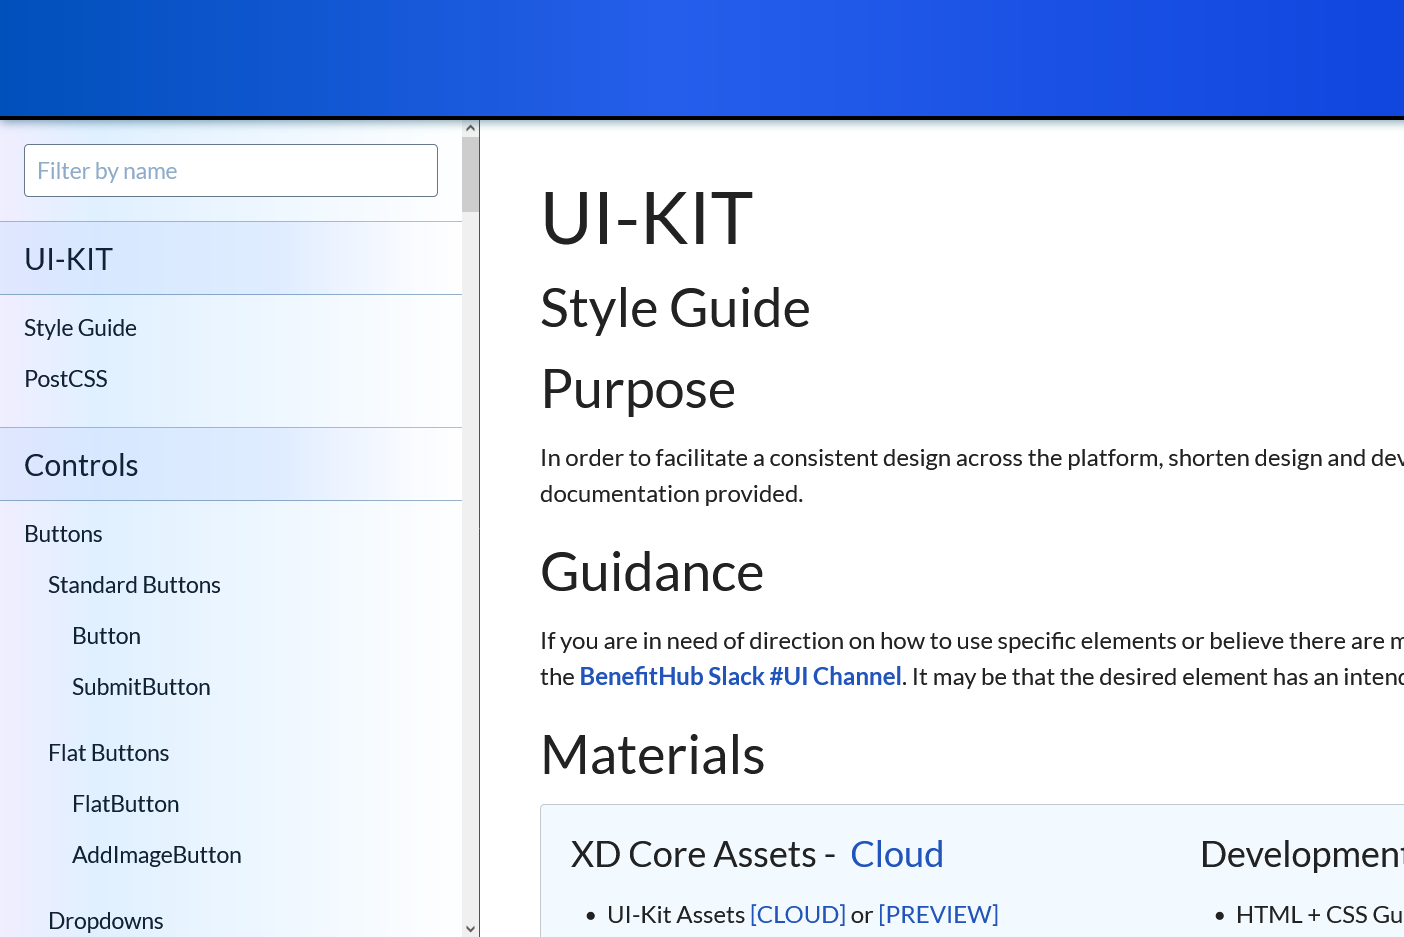 Filter by name
UI-KIT
Style Guide
PostCSS
Controls
Buttons
Standard Buttons
Button
SubmitButton
Flat Buttons
FlatButton
AddImageButton
Dropdowns
UI-KIT
Style Guide
Purpose
In order to facilitate a consistent design across the platform, shorten design and
documentation provided.
Guidance
If you are in need of direction on how to use specific elements or believe there are
the BenefitHub Slack #UI Channel. It may be that the desired element has an
Materials
XD Core Assets - Cloud
• UI-Kit Assets [CLOUD] or [PREVIEW]
Development
• HTML + CSS